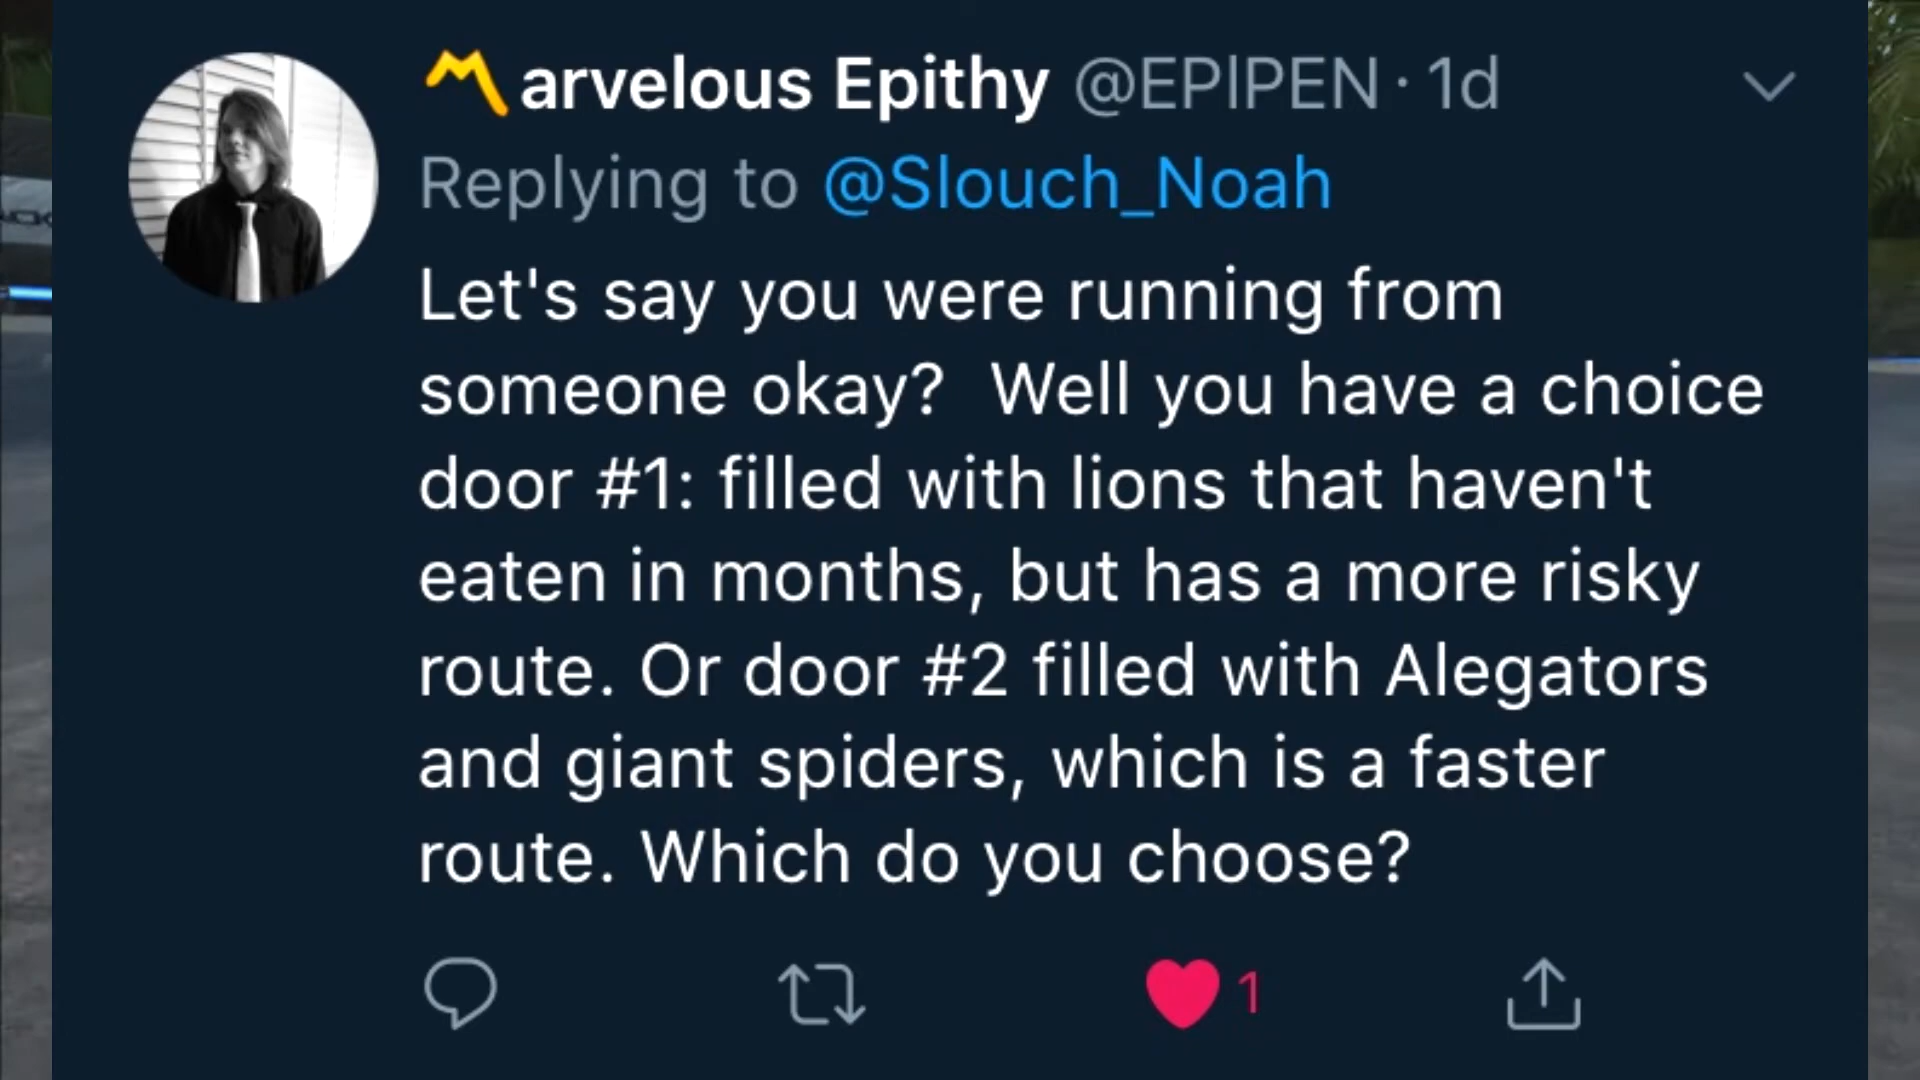 〽️arvelous Epithy @EPIPEN · 1d
Replying to @Slouch_Noah
Let's say you were running from
someone okay?  Well you have a choice
door #1: filled with lions that haven't
eaten in months, but has a more risky
route. Or door #2 filled with Alegators
and giant spiders, which is a faster
route. Which do you choose?
1